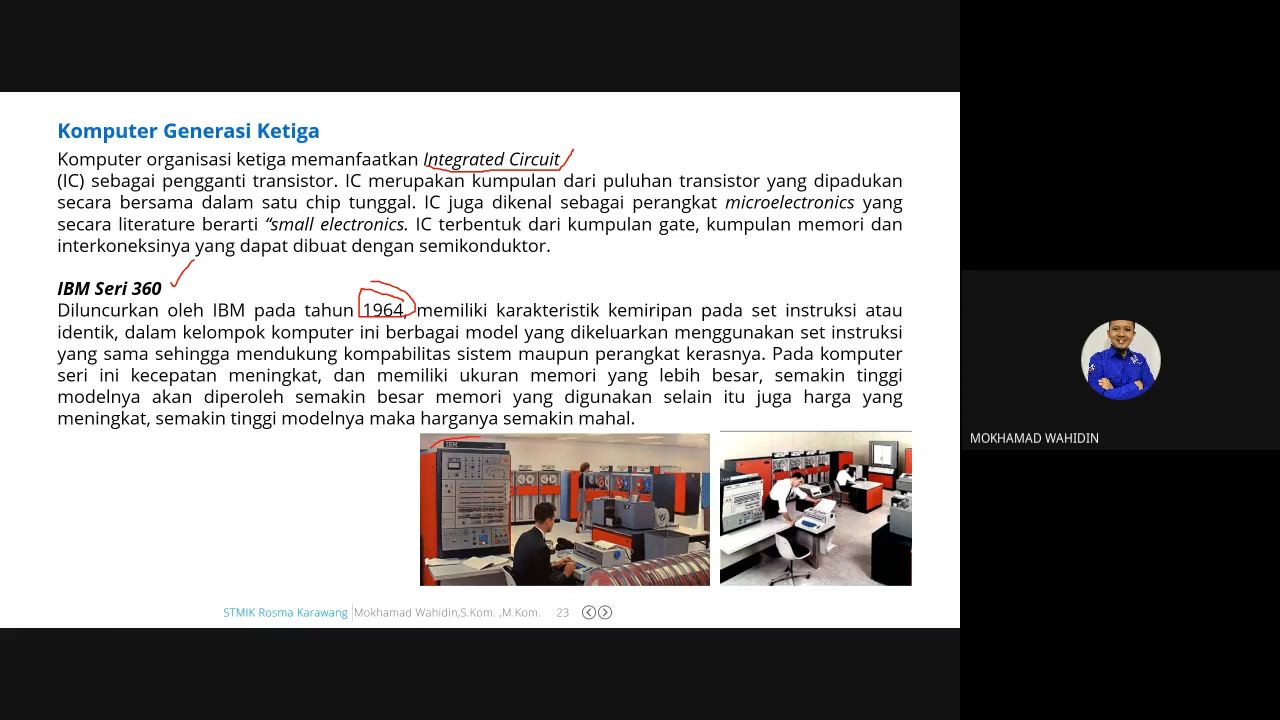 Komputer Generasi Ketiga
Komputer organisasi ketiga memanfaatkan Integrated Circuit
(IC) sebagai pengganti transistor. IC merupakan kumpulan dari puluhan transistor yang dipadukan
secara bersama dalam satu chip tunggal. IC juga dikenal sebagai perangkat microelectronics yang
secara literature berarti “small electronics. IC terbentuk dari kumpulan gate, kumpulan memori dan
interkoneksinya yang dapat dibuat dengan semikonduktor.
IBM Seri 360
Diluncurkan oleh IBM pada tahun 1964, memiliki karakteristik kemiripan pada set instruksi atau
identik, dalam kelompok komputer ini berbagai model yang dikeluarkan menggunakan set instruksi
yang sama sehingga mendukung kompabilitas sistem maupun perangkat kerasnya. Pada komputer
seri ini kecepatan meningkat, dan memiliki ukuran memori yang lebih besar, semakin tinggi
modelnya akan diperoleh semakin besar memori yang digunakan selain itu juga harga yang
meningkat, semakin tinggi modelnya maka harganya semakin mahal.
IBM
STMIK Rosma Karawang Mokhamad Wahidin,S.Kom. ,M.Kom. 23
MOKHAMAD WAHIDIN